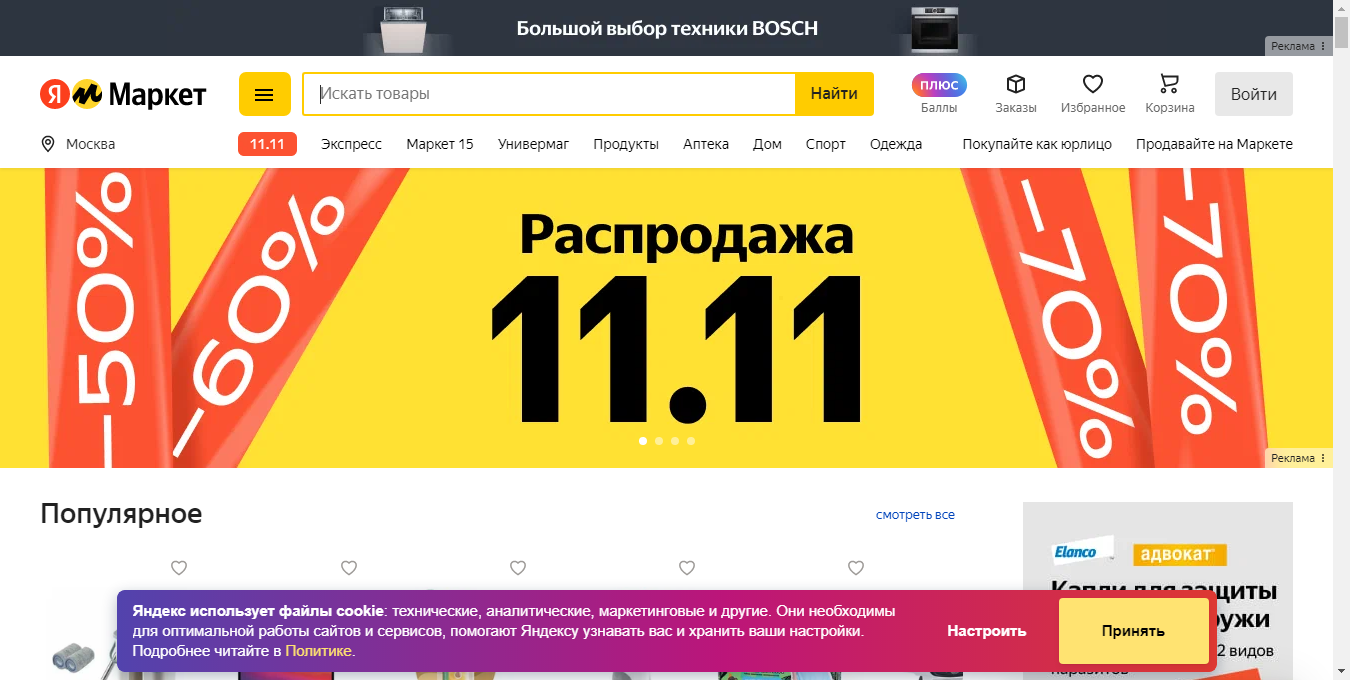 Большой выбор техники BOSCH
Реклама
Я М Маркет
Искать товары
Найти
плюс
Баллы
Заказы
Избранное
Корзина
Войти
Москва
11.11
Экспресс
Маркет 15
Универмаг
Продукты
Аптека
Дом
Спорт
Одежда
Покупайте как юрлицо
Продавайте на Маркете
–50%
–60%
Распродажа
11.11
–70%
–70%
Реклама
Популярное
смотреть все
Elanco
адвокат
Капли для защиты
2 видов
паразитов
Яндекс использует файлы cookie: технические, аналитические, маркетинговые и другие. Они необходимы
для оптимальной работы сайтов и сервисов, помогают Яндексу узнавать вас и хранить ваши настройки.
Подробнее читайте в Политике.
Настроить
Принять